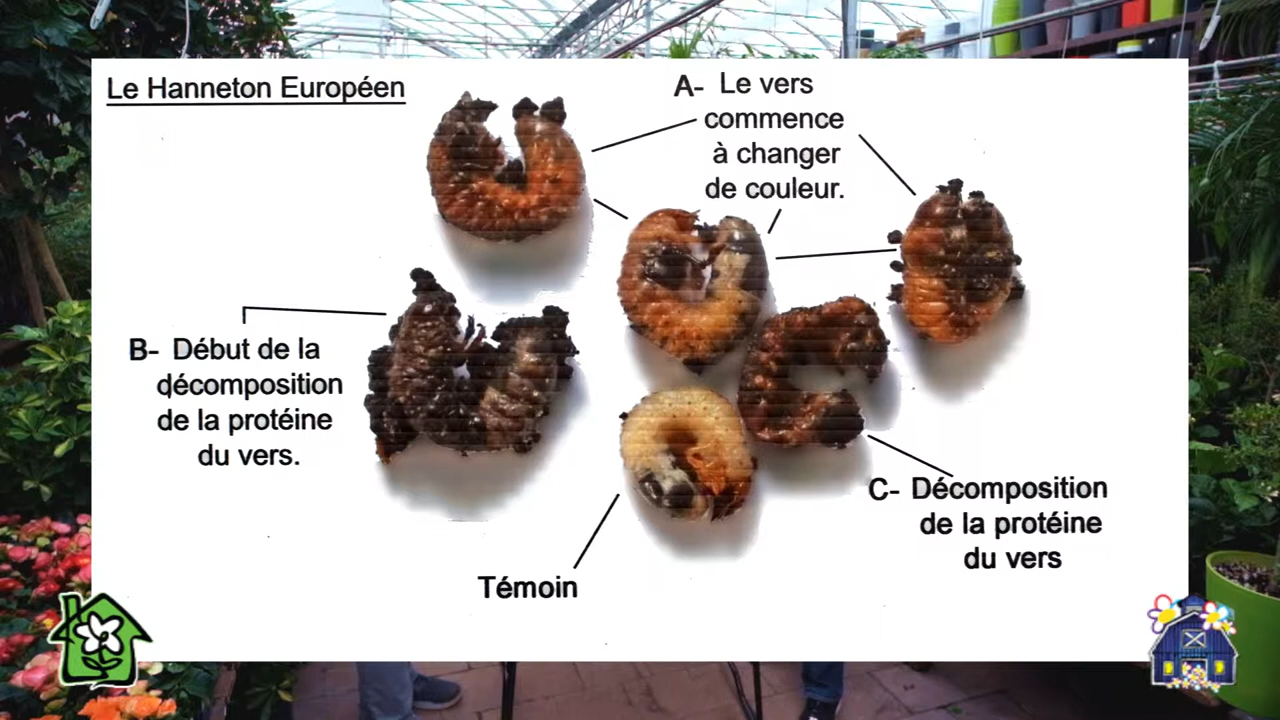 Le Hanneton Européen
A- Le vers
commence
à changer
de couleur.
B- Début de la
décomposition
de la protéine
du vers.
C- Décomposition
de la protéine
du vers
Témoin